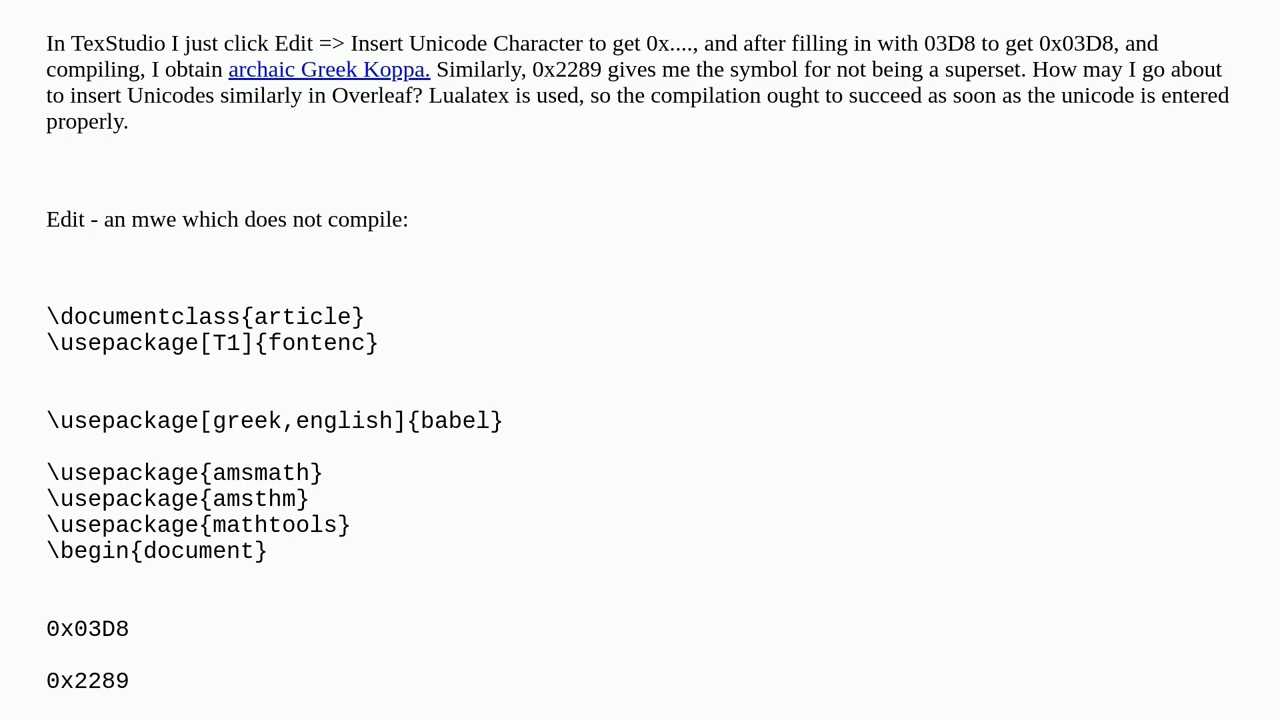 In TexStudio I just click Edit => Insert Unicode Character to get 0x...., and after filling in with 03D8 to get 0x03D8, and
compiling, I obtain archaic Greek Koppa. Similarly, 0x2289 gives me the symbol for not being a superset. How may I go about
to insert Unicodes similarly in Overleaf? Lualatex is used, so the compilation ought to succeed as soon as the unicode is entered
properly.
Edit - an mwe which does not compile:
\documentclass{article}
\usepackage[T1]{fontenc}
\usepackage[greek,english]{babel}
\usepackage{amsmath}
\usepackage{amsthm}
\usepackage{mathtools}
\begin{document}
0x03D8
0x2289